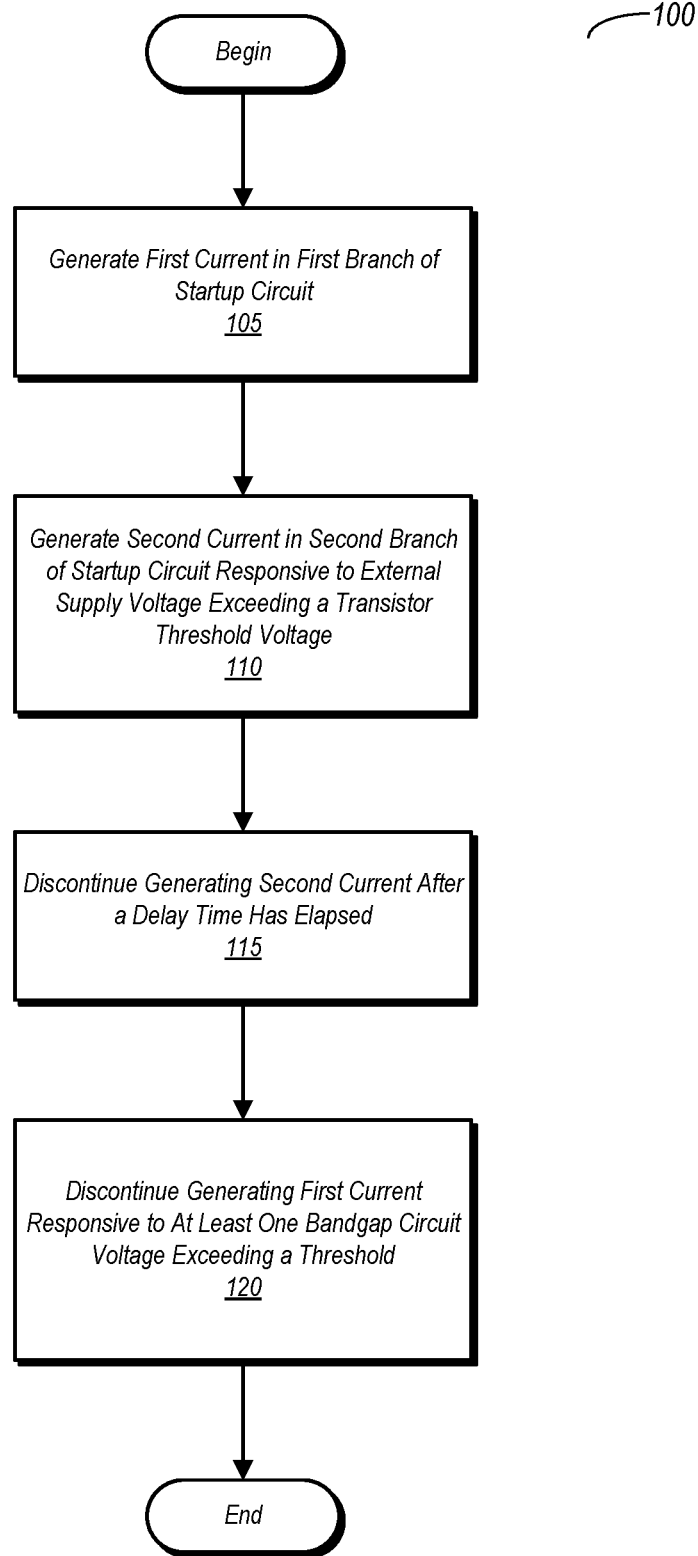 100
Begin
Generate First Current in First Branch of
Startup Circuit
105
Generate Second Current in Second Branch
of Startup Circuit Responsive to External
Supply Voltage Exceeding a Transistor
Threshold Voltage
110
Discontinue Generating Second Current After
a Delay Time Has Elapsed
115
Discontinue Generating First Current
Responsive to At Least One Bandgap Circuit
Voltage Exceeding a Threshold
120
End